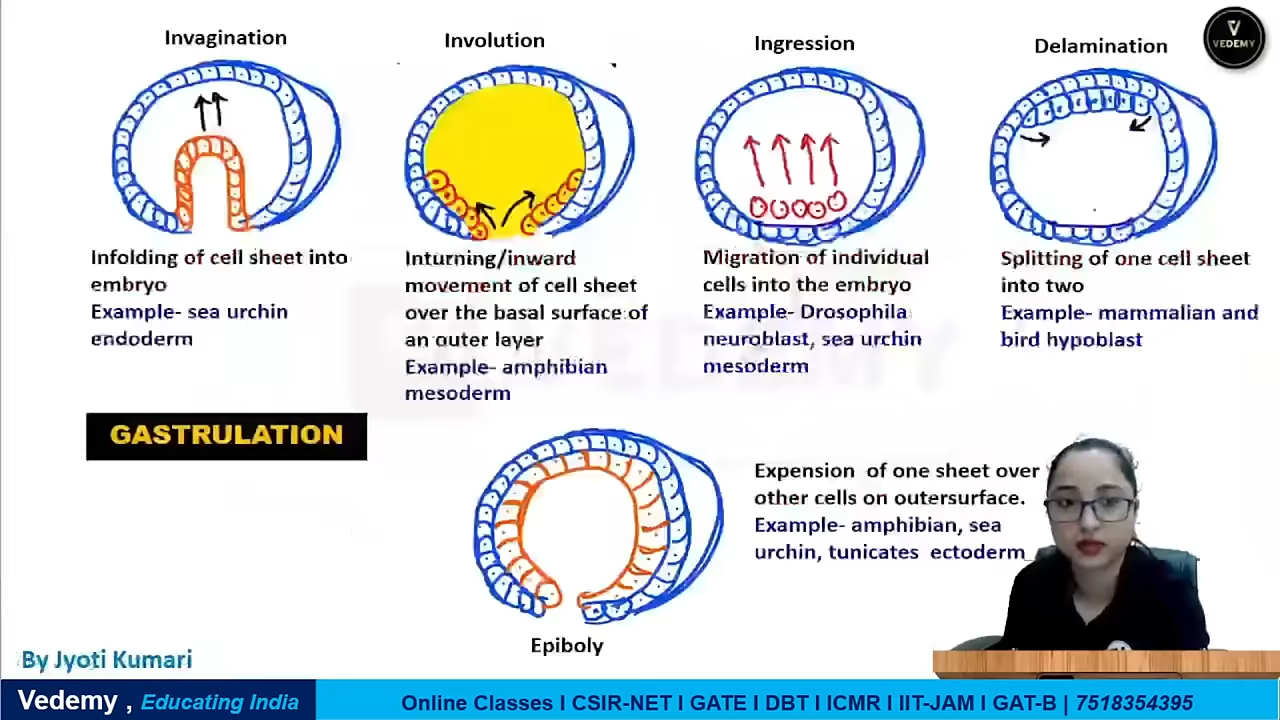 Invagination
Involution
Ingression
Delamination
VEDEMY
Infolding of cell sheet into
embryo
Example- sea urchin
endoderm
Inturning/inward
movement of cell sheet
over the basal surface of
an outer layer
Example- amphibian
mesoderm
Migration of individual
cells into the embryo
Example- Drosophila
neuroblast, sea urchin
mesoderm
Splitting of one cell sheet
into two
Example- mammalian and
bird hypoblast
GASTRULATION
Expension of one sheet over
other cells on outersurface.
Example- amphibian, sea
urchin, tunicates ectoderm
Epiboly
By Jyoti Kumari
Vedemy , Educating India
Online Classes I CSIR-NET I GATE I DBT I ICMR I IIT-JAM I GAT-B | 7518354395